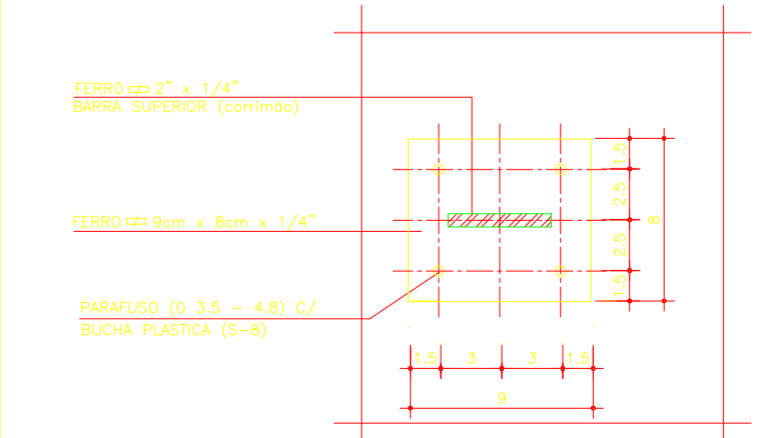 FERRO 2" x 1/4"
BARRA SUPERIOR (corrimão)
FERRO 9cm x 8cm x 1/4"
PARAFUSO (0 3.5 - 4.8) C/
BUCHA PLASTICA (S-8)
1.5
2.5
8
2.5
1.5
1.5 3 3 1.5
9